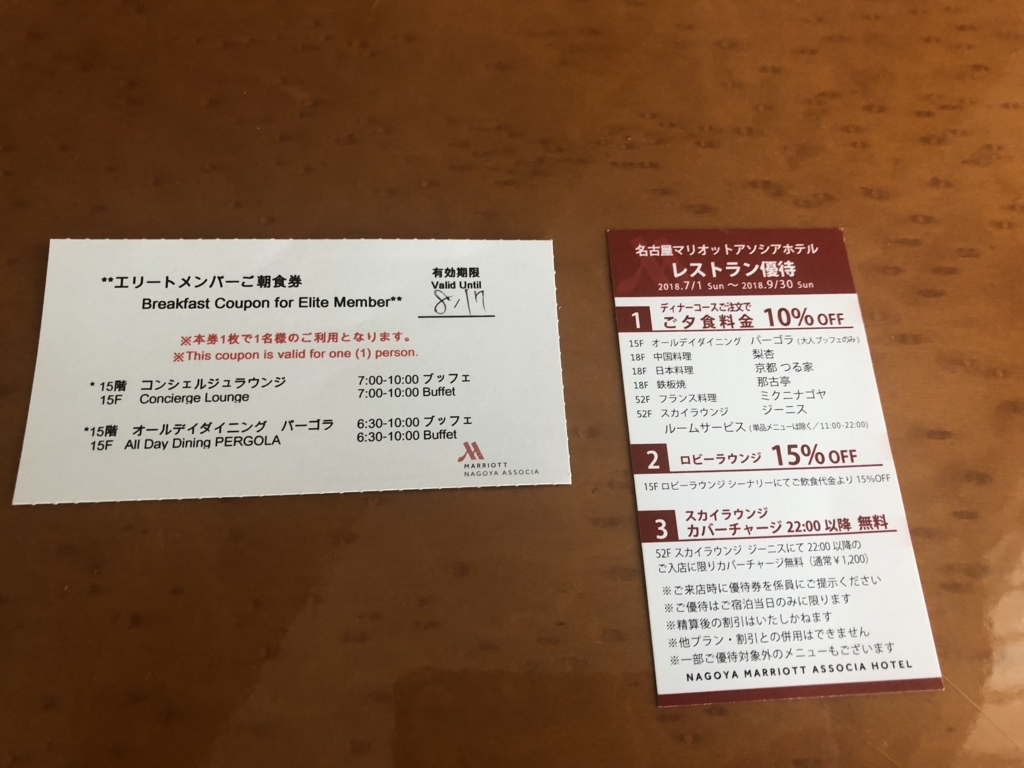 **エリートメンバーご朝食券
Breakfast Coupon for Elite Member**
有効期限
Valid Until
8/17
※本券1枚で1名様のご利用となります。
※This coupon is valid for one (1) person.
*15階 コンシェルジュラウンジ 7:00-10:00 ブッフェ
15F Concierge Lounge 7:00-10:00 Buffet
*15階 オールデイダイニング パーゴラ 6:30-10:00 ブッフェ
15F All Day Dining PERGOLA 6:30-10:00 Buffet
MARRIOTT
NAGOYA ASSOCIA
名古屋マリオットアソシアホテル
レストラン優待
2018.7/1 Sun ～ 2018.9/30 Sun
1 ディナーコースご注文で
ご夕食料金 10%OFF
15F オールデイダイニング パーゴラ (大人ブッフェのみ)
18F 中国料理 梨杏
18F 日本料理 京都 つる家
18F 鉄板焼 那古亭
52F フランス料理 ミクニナゴヤ
52F スカイラウンジ ジーニス
ルームサービス (単品メニューは除く／11:00-22:00)
2 ロビーラウンジ 15%OFF
15F ロビーラウンジ シーナリーにてご飲食代金より15%OFF
3 スカイラウンジ
カバーチャージ 22:00 以降 無料
52F スカイラウンジ ジーニスにて 22:00 以降の
ご入店に限りカバーチャージ無料（通常￥1,200）
※ご来店時に優待券を係員にご提示ください
※ご優待はご宿泊当日のみに限ります
※精算後の割引はいたしかねます
※他プラン・割引との併用はできません
※一部ご優待対象外のメニューもございます
NAGOYA MARRIOTT ASSOCIA HOTEL